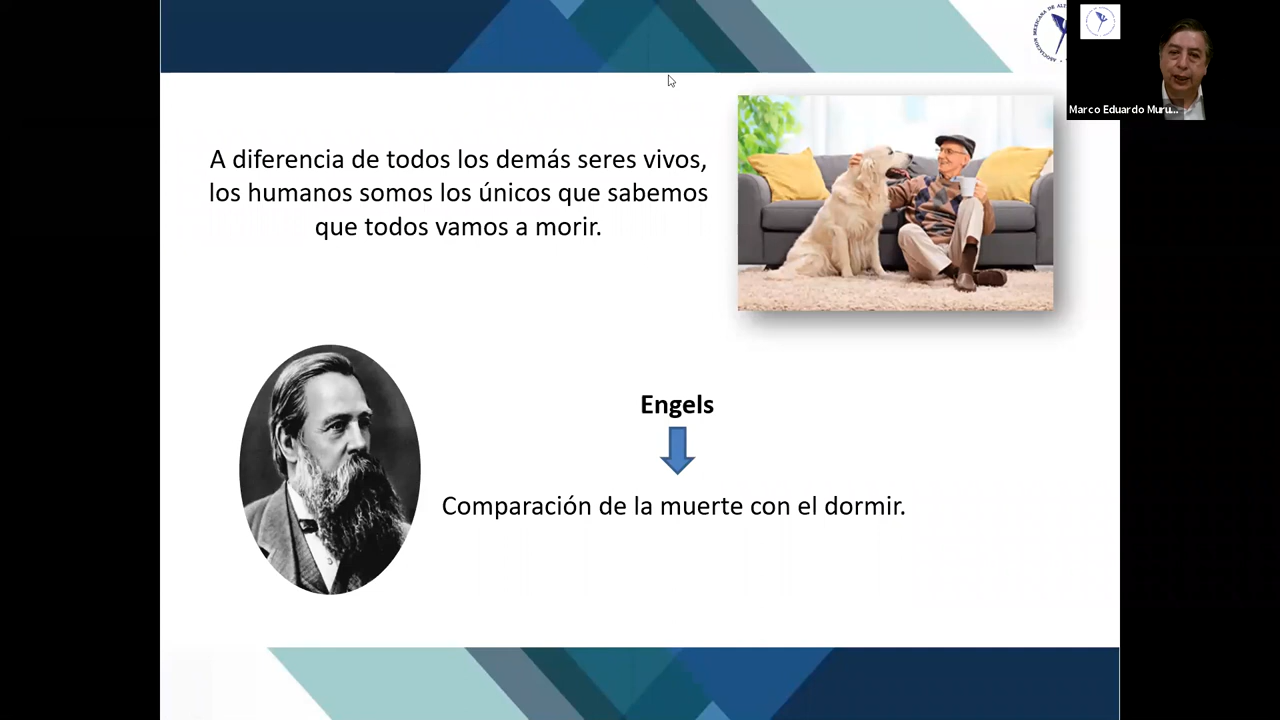 A diferencia de todos los demás seres vivos,
los humanos somos los únicos que sabemos
que todos vamos a morir.
Engels
Comparación de la muerte con el dormir.
Marco Eduardo Muru...